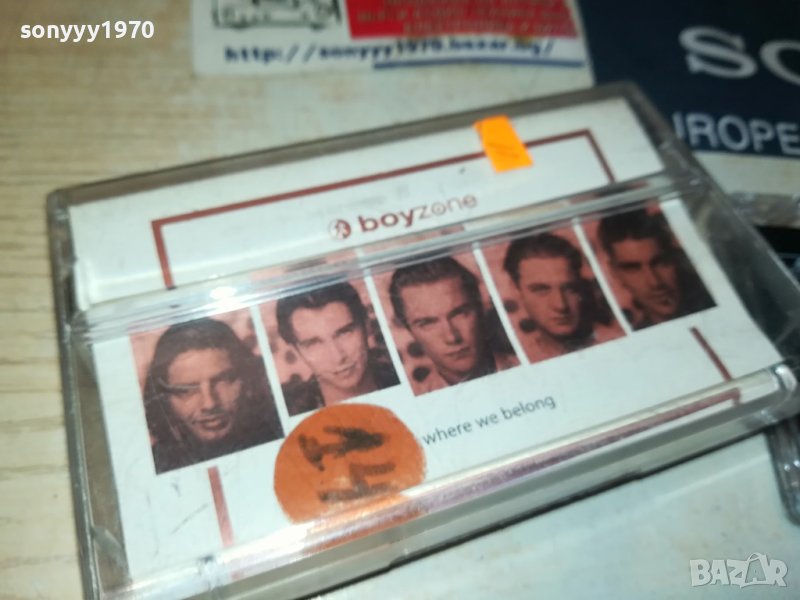 sonyyy1970
http://sonyyy1970.bazar.bg/
SO
UROPE
boyzone
where we belong
BAZAR